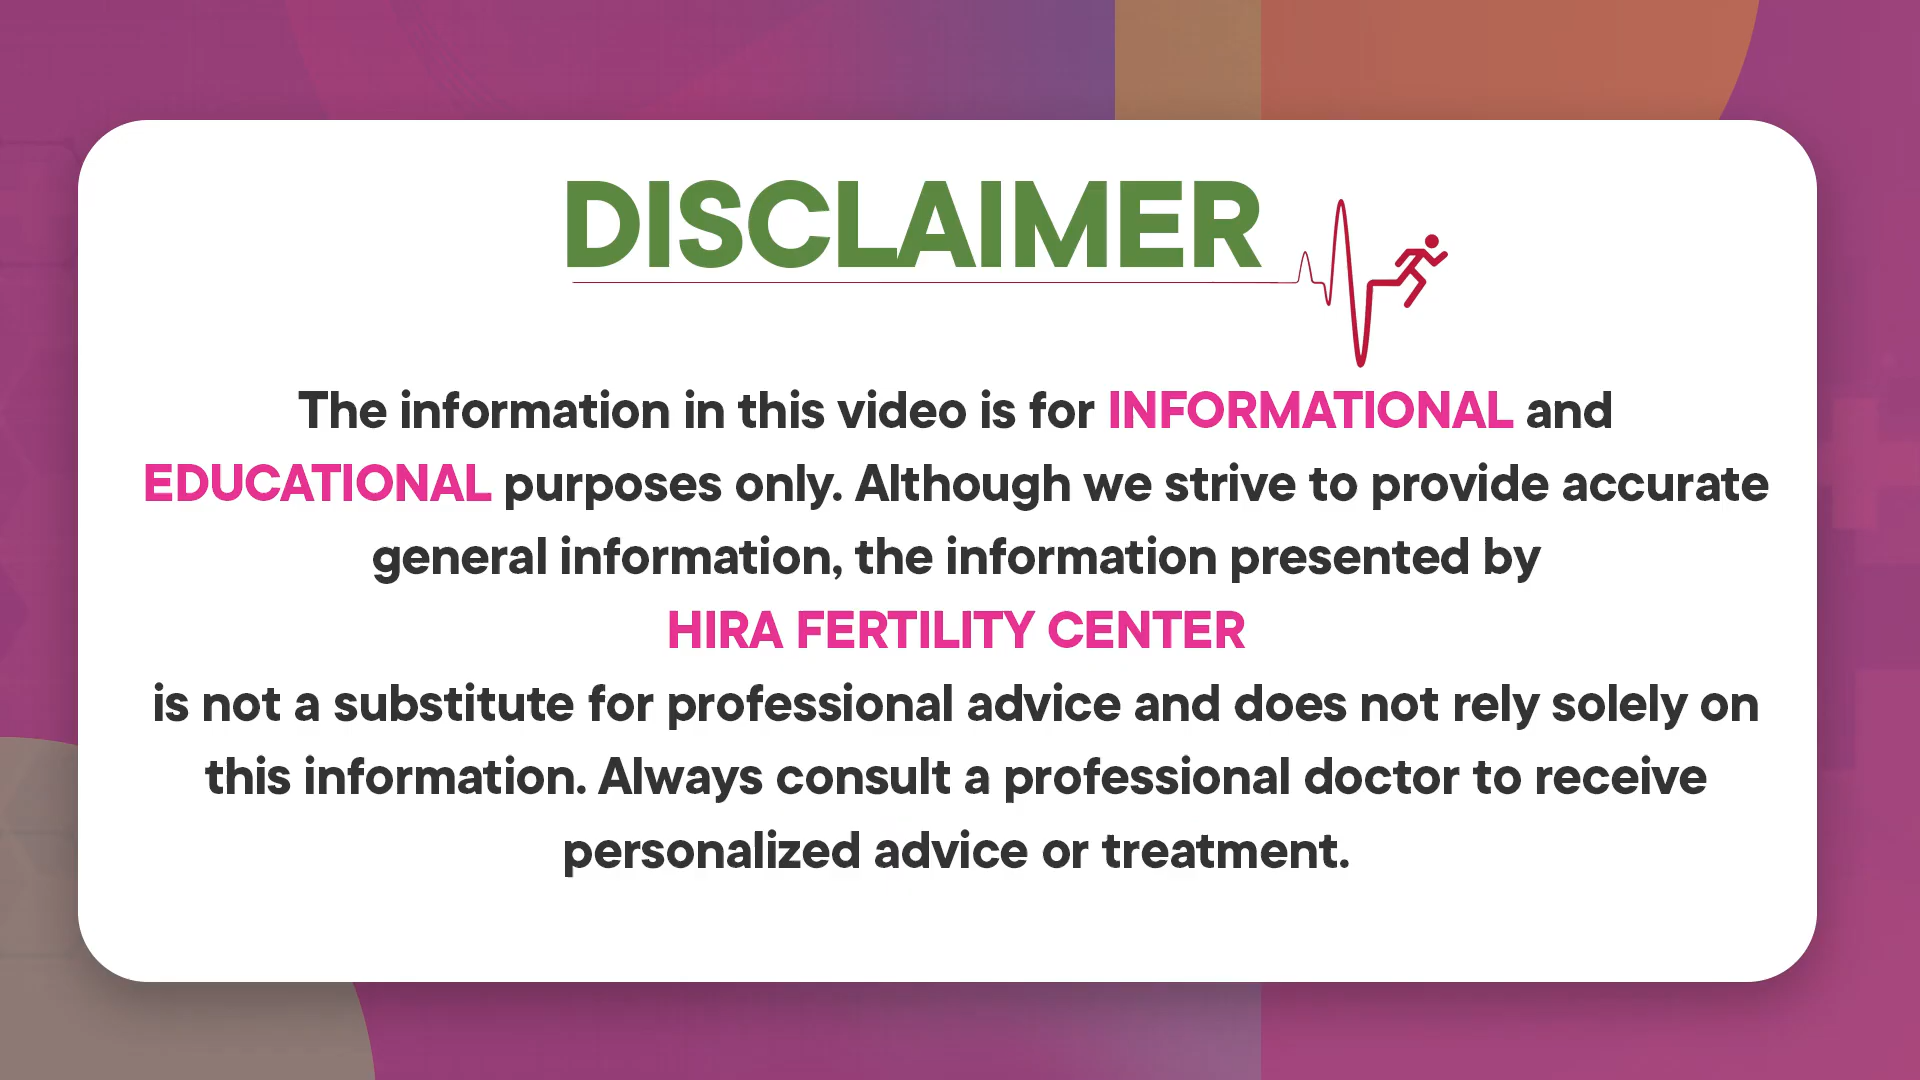 DISCLAIMER
The information in this video is for INFORMATIONAL and
EDUCATIONAL purposes only. Although we strive to provide accurate
general information, the information presented by
HIRA FERTILITY CENTER
is not a substitute for professional advice and does not rely solely on
this information. Always consult a professional doctor to receive
personalized advice or treatment.